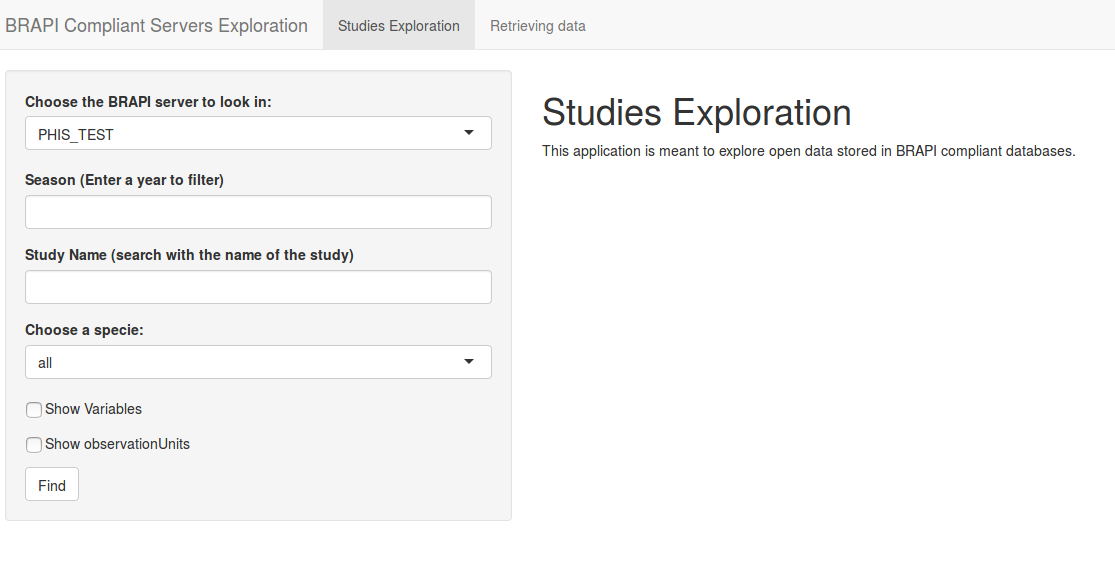 BRAPI Compliant Servers Exploration
Studies Exploration
Retrieving data
Choose the BRAPI server to look in:
PHIS_TEST
Season (Enter a year to filter)
Study Name (search with the name of the study)
Choose a specie:
all
Show Variables
Show observationUnits
Find
Studies Exploration
This application is meant to explore open data stored in BRAPI compliant databases.